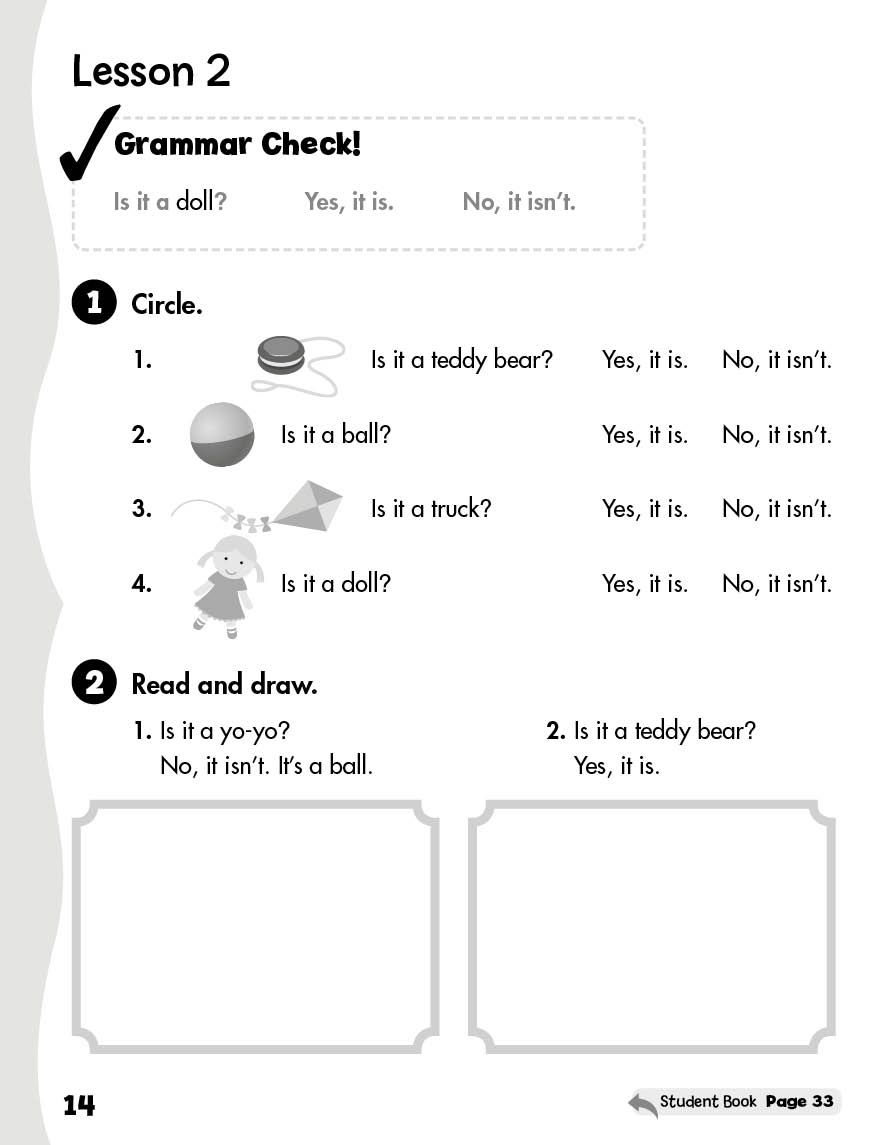 Lesson 2
Grammar Check!
Is it a doll? Yes, it is. No, it isn't.
1 Circle.
1. Is it a teddy bear? Yes, it is. No, it isn't.
2. Is it a ball? Yes, it is. No, it isn't.
3. Is it a truck? Yes, it is. No, it isn't.
4. Is it a doll? Yes, it is. No, it isn't.
2 Read and draw.
1. Is it a yo-yo?
No, it isn't. It's a ball.
2. Is it a teddy bear?
Yes, it is.
14
Student Book Page 33